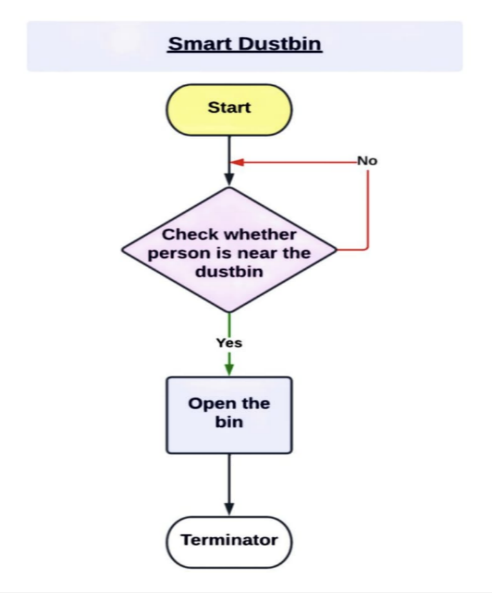 Smart Dustbin
Start
No
Check whether
person is near the
dustbin
Yes
Open the
bin
Terminator